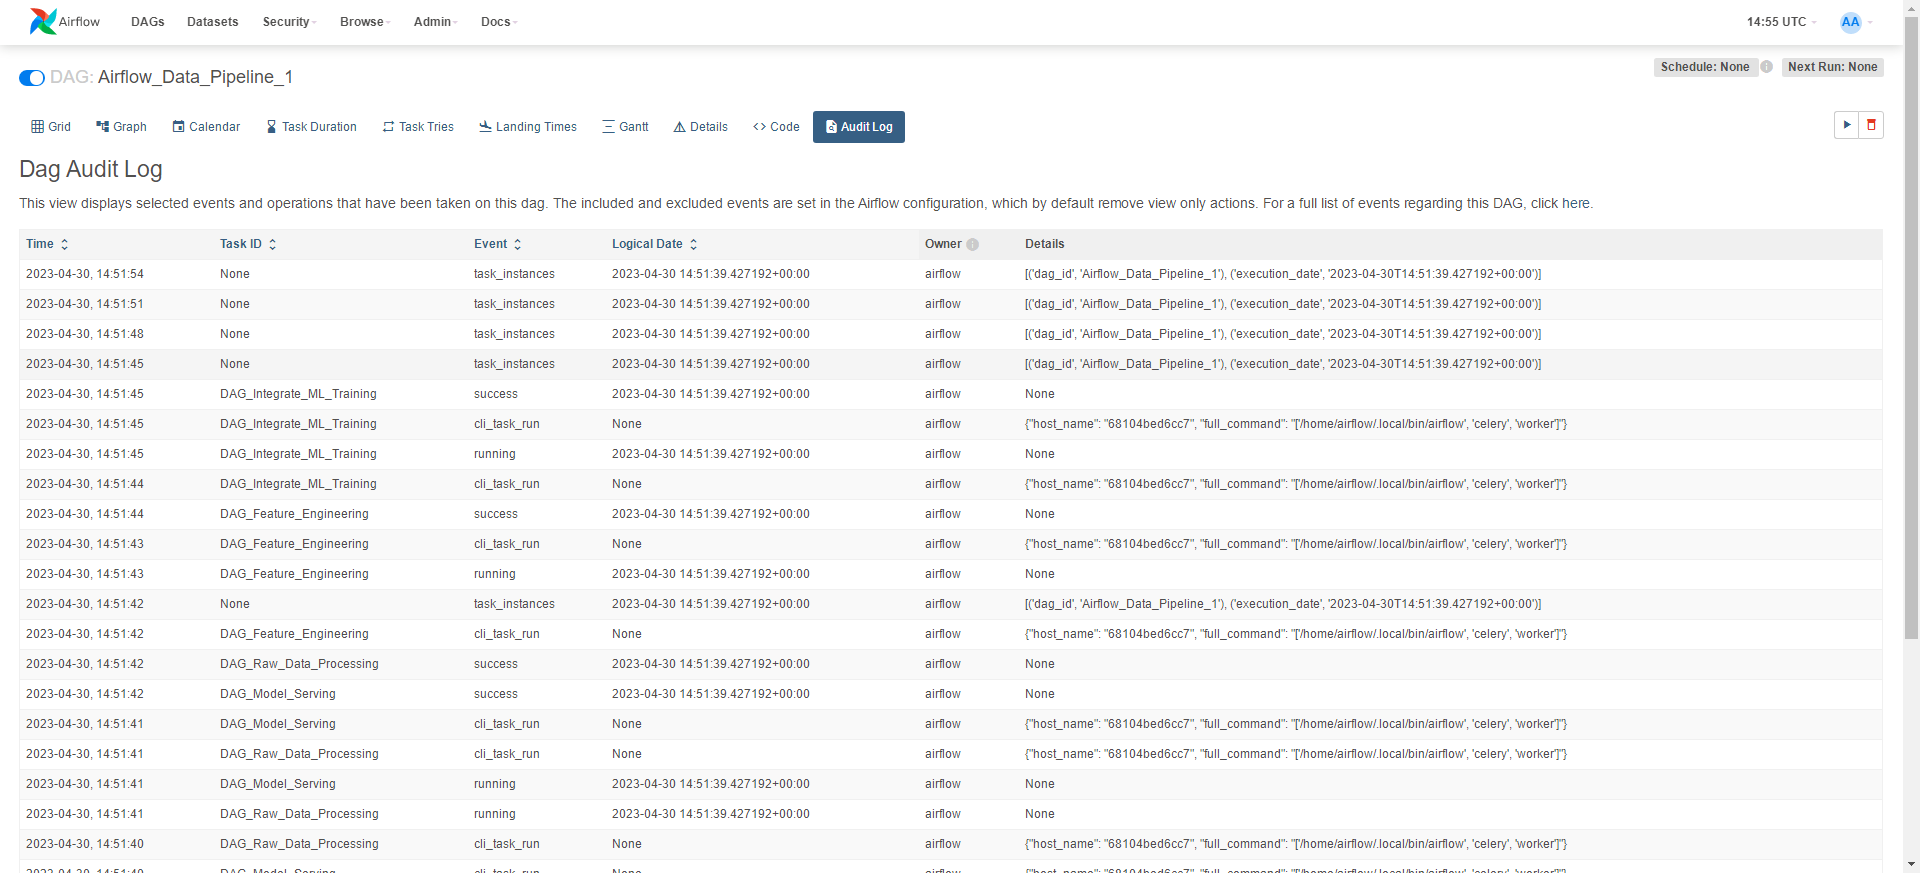 Airflow DAGs Datasets Security Browse Admin Docs 14:55 UTC AA
DAG: Airflow_Data_Pipeline_1 Schedule: None Next Run: None
Grid Graph Calendar Task Duration Task Tries Landing Times Gantt Details Code Audit Log
Dag Audit Log
This view displays selected events and operations that have been taken on this dag. The included and excluded events are set in the Airflow configuration, which by default remove view only actions. For a full list of events regarding this DAG, click here.
Time Task ID Event Logical Date Owner Details
2023-04-30, 14:51:54 None task_instances 2023-04-30 14:51:39.427192+00:00 airflow [('dag_id', 'Airflow_Data_Pipeline_1'), ('execution_date', '2023-04-30T14:51:39.427192+00:00')]
2023-04-30, 14:51:51 None task_instances 2023-04-30 14:51:39.427192+00:00 airflow [('dag_id', 'Airflow_Data_Pipeline_1'), ('execution_date', '2023-04-30T14:51:39.427192+00:00')]
2023-04-30, 14:51:48 None task_instances 2023-04-30 14:51:39.427192+00:00 airflow [('dag_id', 'Airflow_Data_Pipeline_1'), ('execution_date', '2023-04-30T14:51:39.427192+00:00')]
2023-04-30, 14:51:45 None task_instances 2023-04-30 14:51:39.427192+00:00 airflow [('dag_id', 'Airflow_Data_Pipeline_1'), ('execution_date', '2023-04-30T14:51:39.427192+00:00')]
2023-04-30, 14:51:45 DAG_Integrate_ML_Training success 2023-04-30 14:51:39.427192+00:00 airflow None
2023-04-30, 14:51:45 DAG_Integrate_ML_Training cli_task_run None airflow {"host_name": "68104bed6cc7", "full_command": "['/home/airflow/.local/bin/airflow', 'celery', 'worker']"}
2023-04-30, 14:51:45 DAG_Integrate_ML_Training running 2023-04-30 14:51:39.427192+00:00 airflow None
2023-04-30, 14:51:44 DAG_Integrate_ML_Training cli_task_run None airflow {"host_name": "68104bed6cc7", "full_command": "['/home/airflow/.local/bin/airflow', 'celery', 'worker']"}
2023-04-30, 14:51:44 DAG_Feature_Engineering success 2023-04-30 14:51:39.427192+00:00 airflow None
2023-04-30, 14:51:43 DAG_Feature_Engineering cli_task_run None airflow {"host_name": "68104bed6cc7", "full_command": "['/home/airflow/.local/bin/airflow', 'celery', 'worker']"}
2023-04-30, 14:51:43 DAG_Feature_Engineering running 2023-04-30 14:51:39.427192+00:00 airflow None
2023-04-30, 14:51:42 None task_instances 2023-04-30 14:51:39.427192+00:00 airflow [('dag_id', 'Airflow_Data_Pipeline_1'), ('execution_date', '2023-04-30T14:51:39.427192+00:00')]
2023-04-30, 14:51:42 DAG_Feature_Engineering cli_task_run None airflow {"host_name": "68104bed6cc7", "full_command": "['/home/airflow/.local/bin/airflow', 'celery', 'worker']"}
2023-04-30, 14:51:42 DAG_Raw_Data_Processing success 2023-04-30 14:51:39.427192+00:00 airflow None
2023-04-30, 14:51:42 DAG_Model_Serving success 2023-04-30 14:51:39.427192+00:00 airflow None
2023-04-30, 14:51:41 DAG_Model_Serving cli_task_run None airflow {"host_name": "68104bed6cc7", "full_command": "['/home/airflow/.local/bin/airflow', 'celery', 'worker']"}
2023-04-30, 14:51:41 DAG_Raw_Data_Processing cli_task_run None airflow {"host_name": "68104bed6cc7", "full_command": "['/home/airflow/.local/bin/airflow', 'celery', 'worker']"}
2023-04-30, 14:51:41 DAG_Model_Serving running 2023-04-30 14:51:39.427192+00:00 airflow None
2023-04-30, 14:51:41 DAG_Raw_Data_Processing running 2023-04-30 14:51:39.427192+00:00 airflow None
2023-04-30, 14:51:40 DAG_Raw_Data_Processing cli_task_run None airflow {"host_name": "68104bed6cc7", "full_command": "['/home/airflow/.local/bin/airflow', 'celery', 'worker']"}